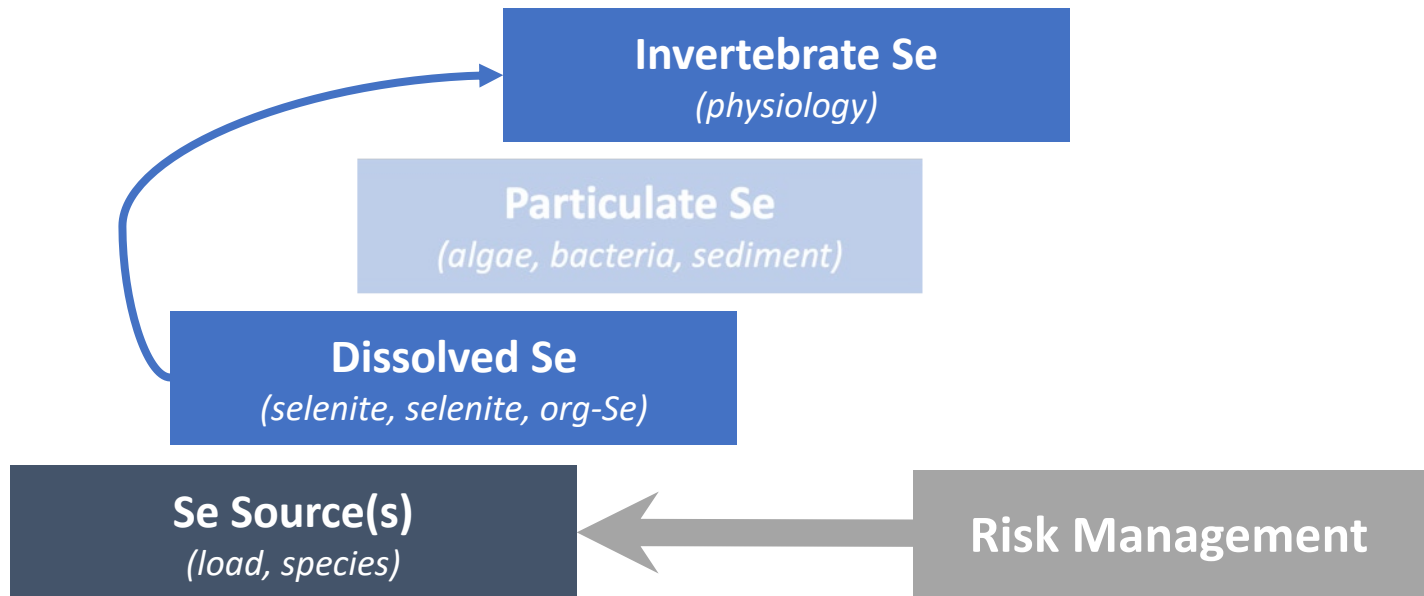 Invertebrate Se
(physiology)
Particulate Se
(algae, bacteria, sediment)
Dissolved Se
(selenite, selenite, org-Se)
Se Source(s)
(load, species)
Risk Management